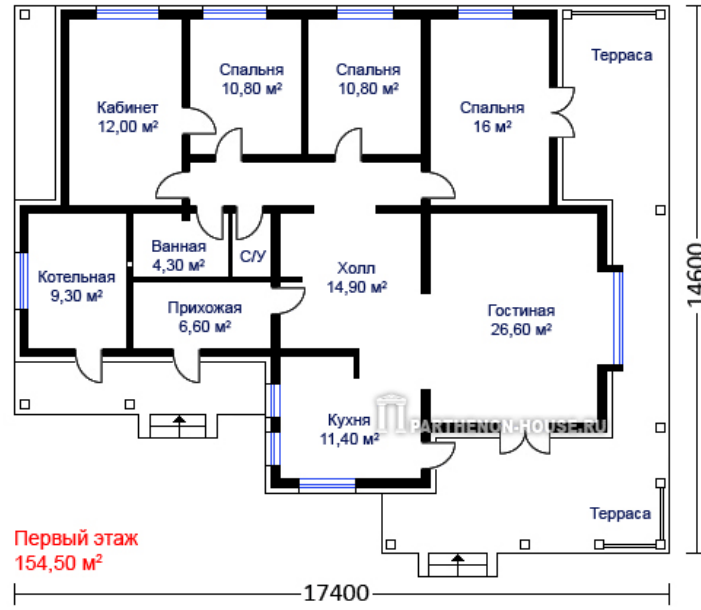 Терраса
Спальня
10,80 м²
Спальня
10,80 м²
Кабинет
12,00 м²
Спальня
16 м²
Ванная
4,30 м²
С/У
Котельная
9,30 м²
Холл
14,90 м²
Прихожая
6,60 м²
Гостиная
26,60 м²
14600
Кухня
11,40 м²
PARTHENON-HOUSE.RU
Терраса
Первый этаж
154,50 м²
17400